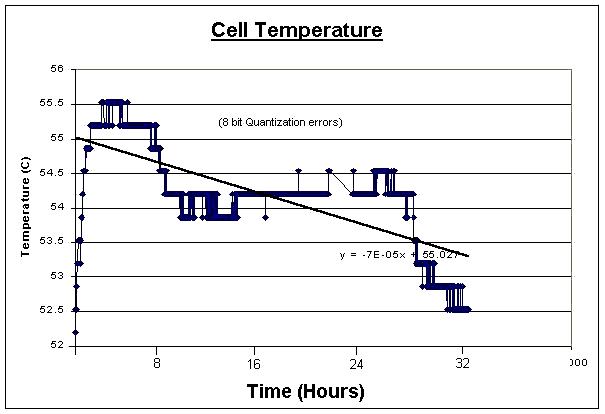 Cell Temperature
56
55.5
(8 bit Quantization errors)
55
54.5
54
53.5
y = -7E-05x + 55.027
53
52.5
52
Temperature (C)
8
16
24
32
000
Time (Hours)